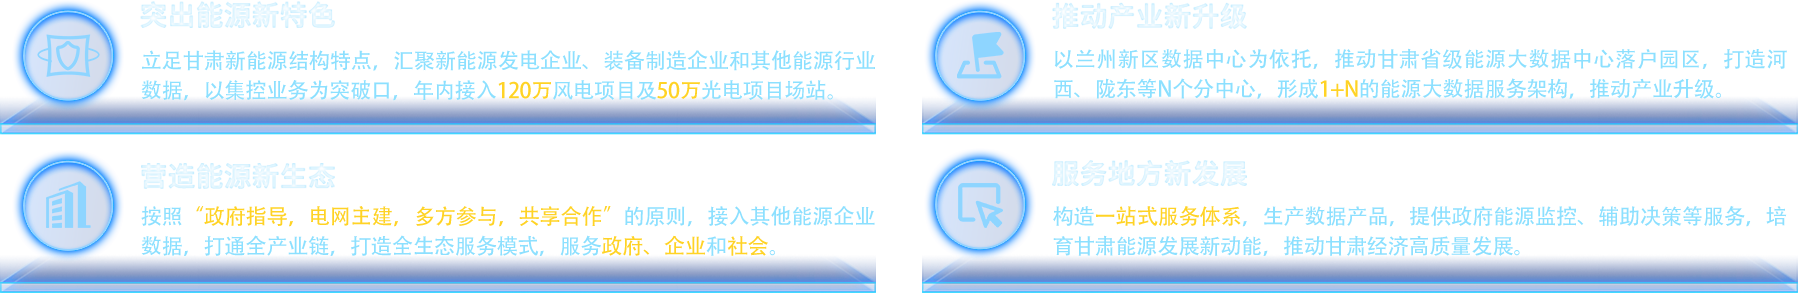 突出能源新特色
立足甘肃新能源结构特点，汇聚新能源发电企业、装备制造企业和其他能源行业
数据，以集控业务为突破口，年内接入120万风电项目及50万光电项目场站。
推动产业新升级
以兰州新区数据中心为依托，推动甘肃省级能源大数据中心落户园区，打造河
西、陇东等N个分中心，形成1+N的能源大数据服务架构，推动产业升级。
营造能源新生态
按照“政府指导，电网主建，多方参与，共享合作”的原则，接入其他能源企业
数据，打通全产业链，打造全生态服务模式，服务政府、企业和社会。
服务地方新发展
构造一站式服务体系，生产数据产品，提供政府能源监控、辅助决策等服务，培
育甘肃能源发展新动能，推动甘肃经济高质量发展。